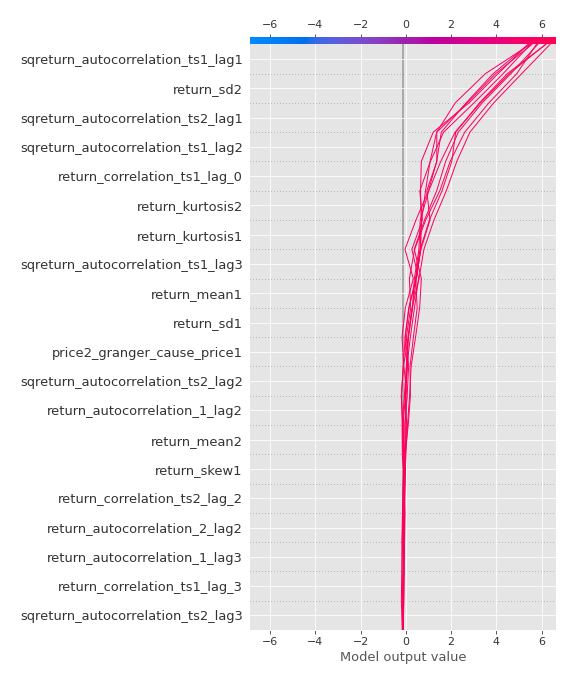 −6 −4 −2 0 2 4 6
sqreturn_autocorrelation_ts1_lag1
return_sd2
sqreturn_autocorrelation_ts2_lag1
sqreturn_autocorrelation_ts1_lag2
return_correlation_ts1_lag_0
return_kurtosis2
return_kurtosis1
sqreturn_autocorrelation_ts1_lag3
return_mean1
return_sd1
price2_granger_cause_price1
sqreturn_autocorrelation_ts2_lag2
return_autocorrelation_1_lag2
return_mean2
return_skew1
return_correlation_ts2_lag_2
return_autocorrelation_2_lag2
return_autocorrelation_1_lag3
return_correlation_ts1_lag_3
sqreturn_autocorrelation_ts2_lag3
−6 −4 −2 0 2 4 6
Model output value